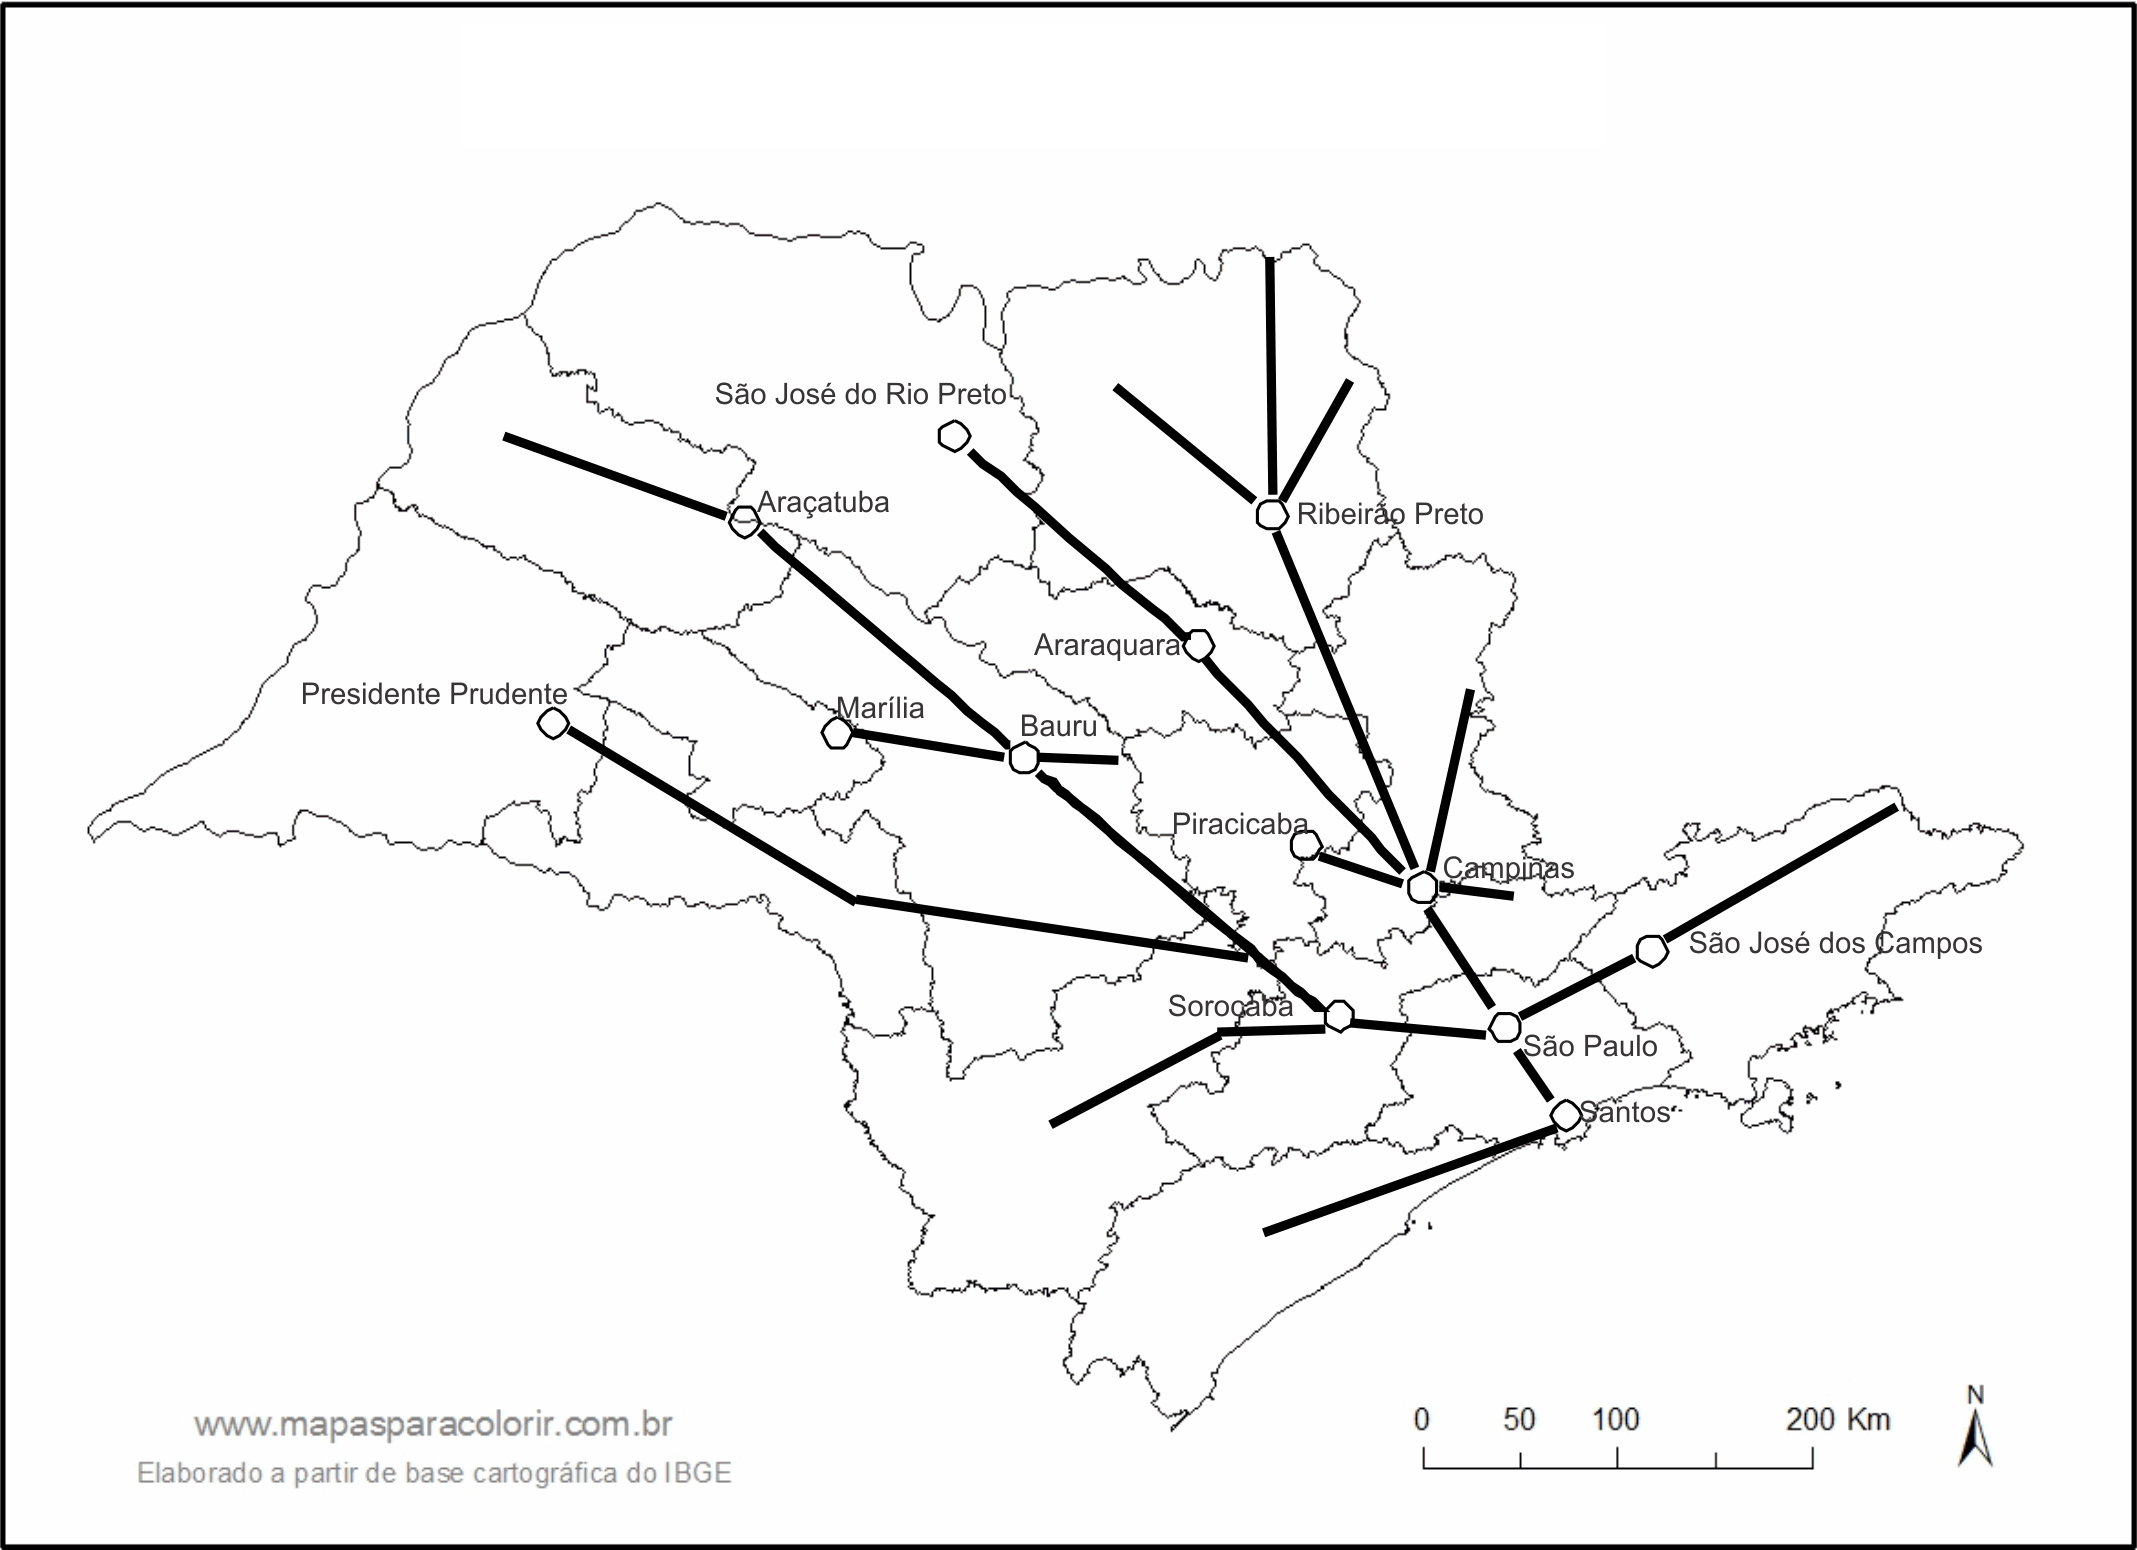 São José do Rio Preto
Araçatuba
Ribeirão Preto
Araraquara
Presidente Prudente
Marília
Bauru
Piracicaba
Campinas
São José dos Campos
Sorocaba
São Paulo
Santos
N
0 50 100 200 Km
www.mapasparacolorir.com.br
Elaborado a partir de base cartográfica do IBGE